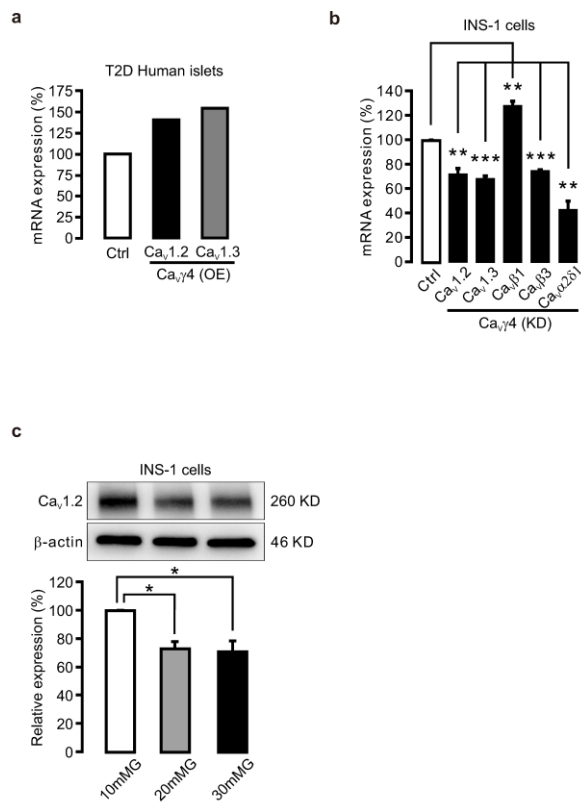 a
T2D Human islets
mRNA expression (%)
175
150
125
100
75
50
25
0
Ctrl
Caᵥ1.2
Caᵥ1.3
Caᵥγ4 (OE)
b
INS-1 cells
mRNA expression (%)
140
120
100
80
60
40
20
0
**
***
**
***
**
Ctrl
Caᵥ1.2
Caᵥ1.3
Caᵥβ1
Caᵥβ3
Caᵥα2δ1
Caᵥγ4 (KD)
c
INS-1 cells
Caᵥ1.2
260 KD
β-actin
46 KD
Relative expression (%)
120
100
80
60
40
20
0
*
*
10mMG
20mMG
30mMG